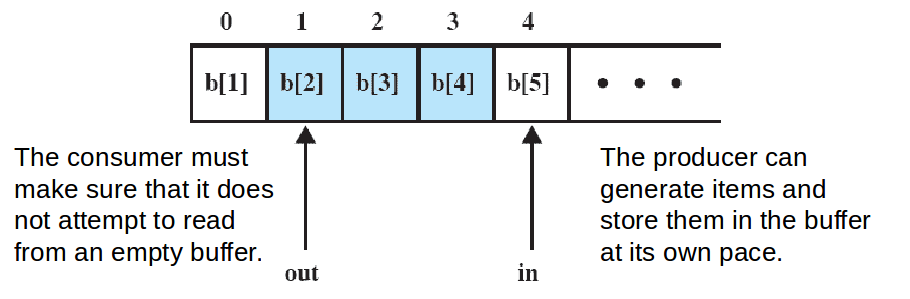 0 1 2 3 4
b[1] b[2] b[3] b[4] b[5] • • •
The consumer must
make sure that it does
not attempt to read
from an empty buffer.
The producer can
generate items and
store them in the buffer
at its own pace.
out in